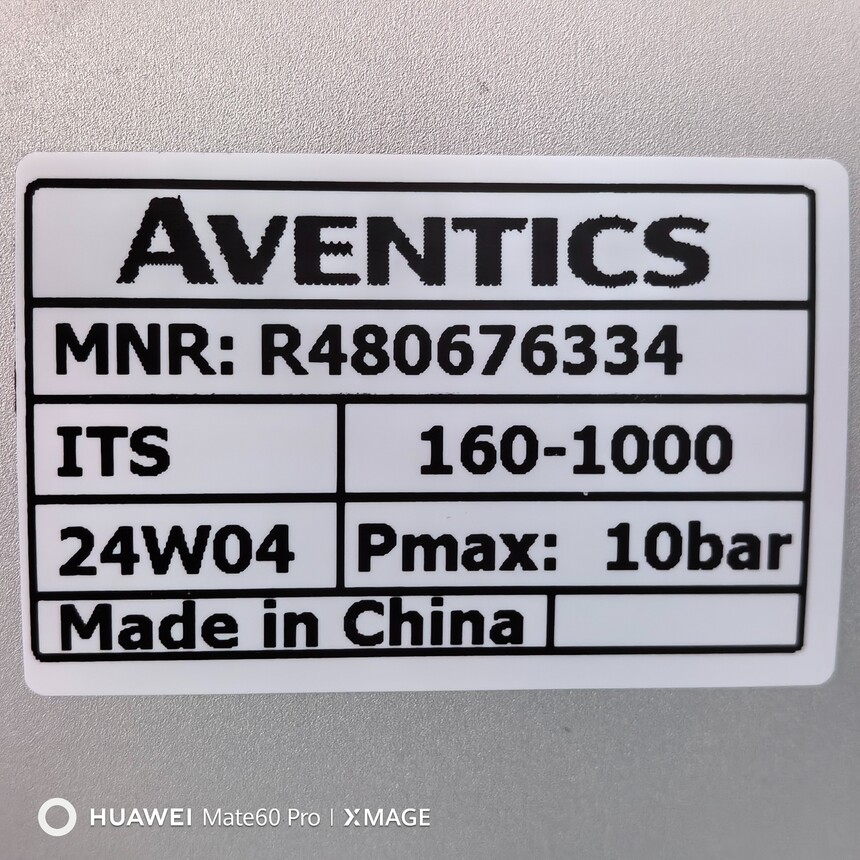 AVENTICS
MNR: R480676334
ITS 160-1000
24W04 Pmax: 10bar
Made in China
HUAWEI Mate60 Pro | XMAGE